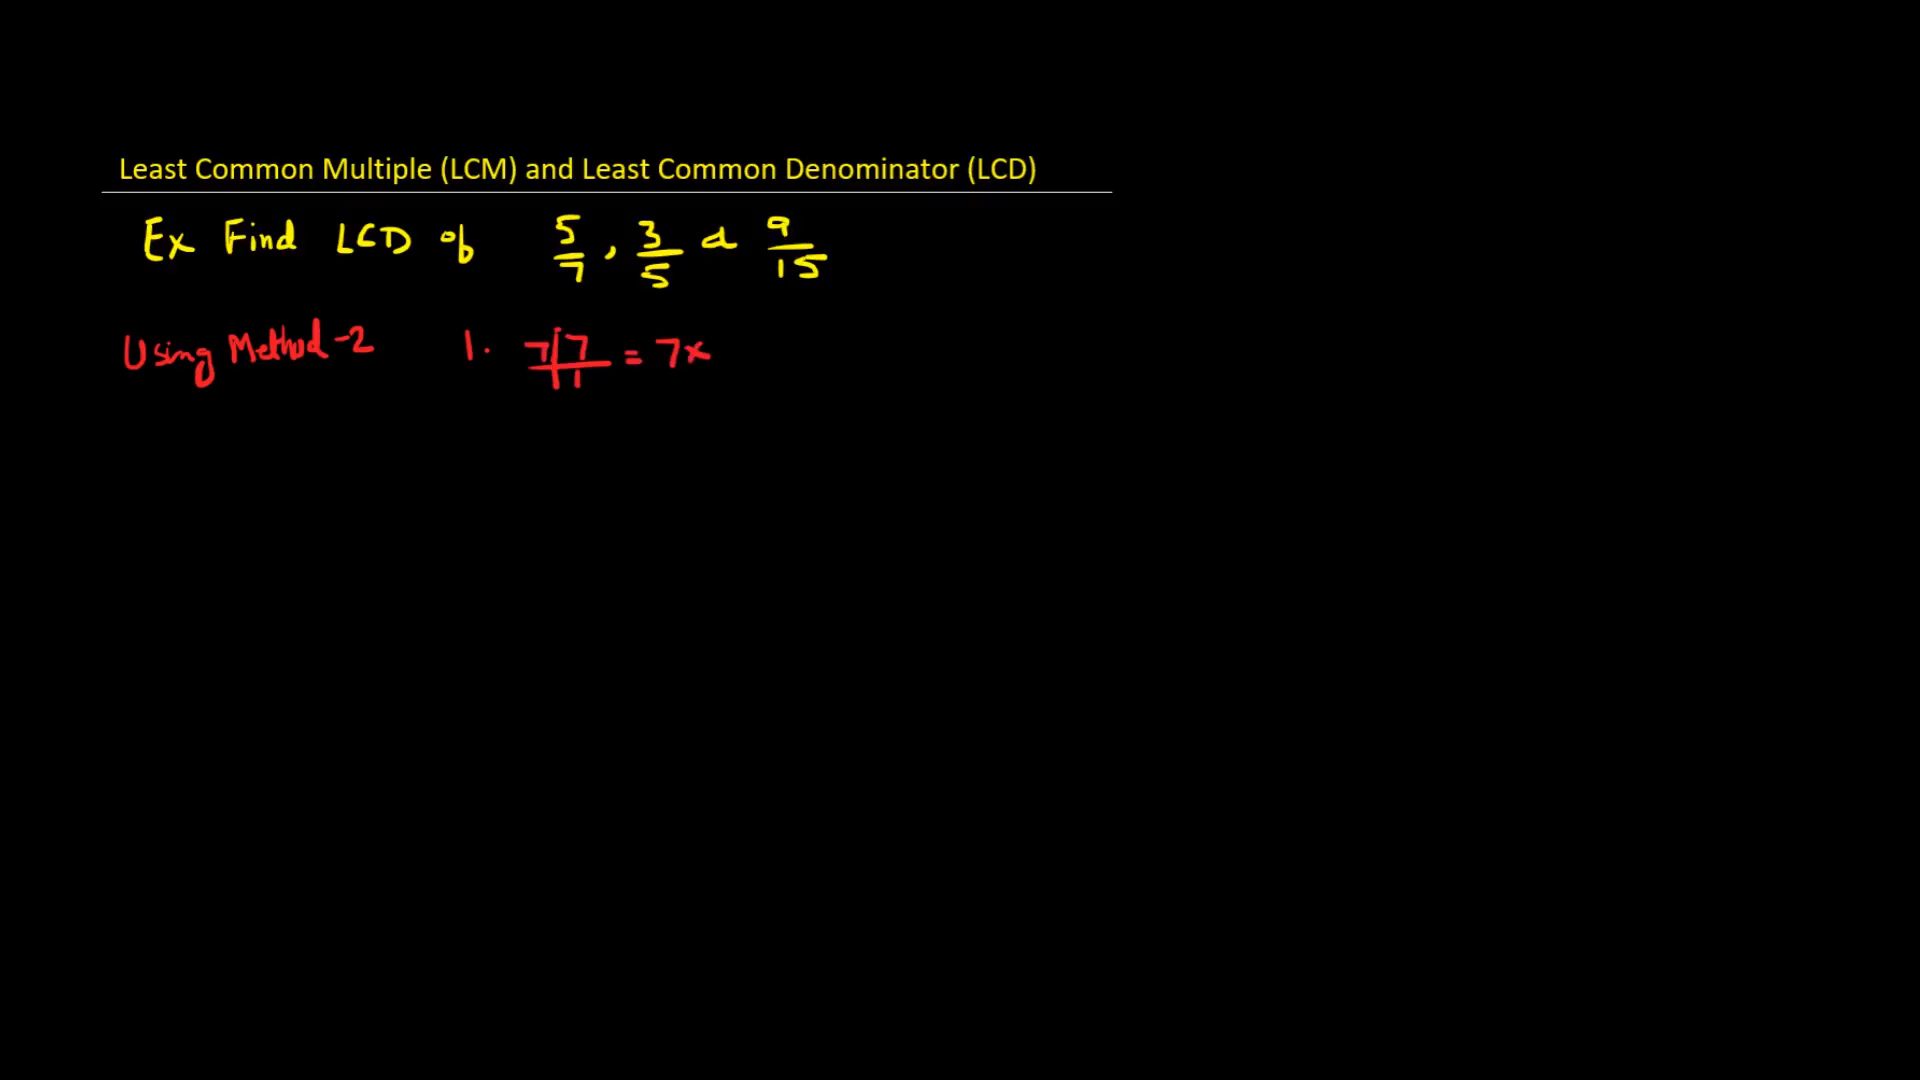 Least Common Multiple (LCM) and Least Common Denominator (LCD)
Ex Find LCD of 5/7, 3/5 & 9/15
Using Method-2 1. 7|7 = 7x
1